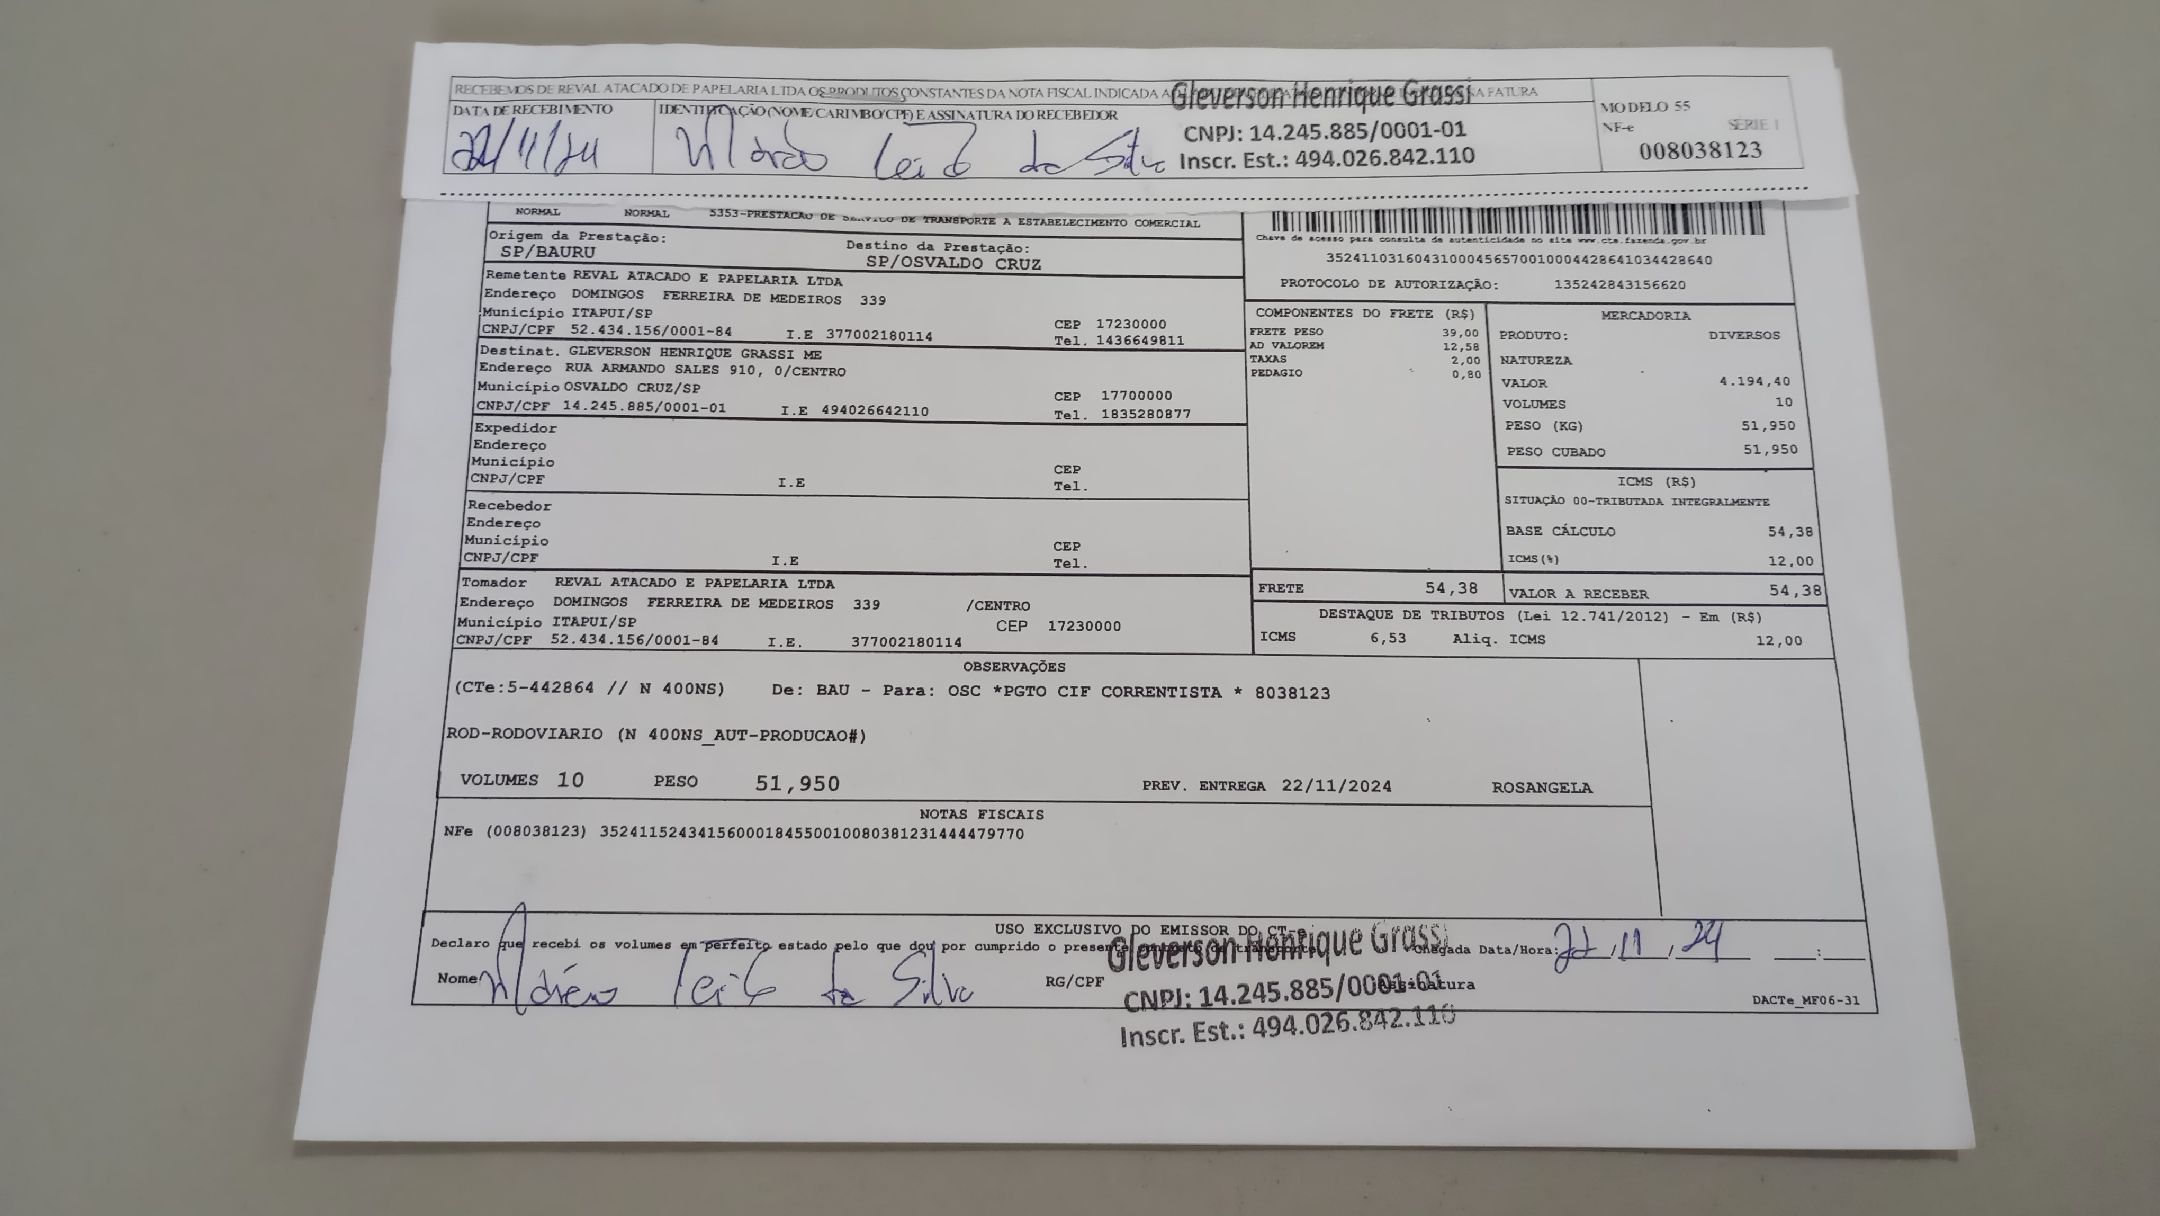 RECEBEMOS DE REVAL ATACADO DE PAPELARIA LTDA OS PRODUTOS CONSTANTES DA NOTA FISCAL INDICADA A NA FATURA
Gleverson Henrique Grassi
CNPJ: 14.245.885/0001-01
Inscr. Est.: 494.026.842.110
DATA DE RECEBIMENTO
22/11/24
IDENTIFICAÇÃO (NOME/CARIMBO/CPF) E ASSINATURA DO RECEBEDOR
da Silva
MODELO 55
NF-e SÉRIE 1
008038123
NORMAL NORMAL 5353-PRESTACAO DE SERVICO DE TRANSPORTE A ESTABELECIMENTO COMERCIAL
Origem da Prestação:
SP/BAURU
Destino da Prestação:
SP/OSVALDO CRUZ
Chave de acesso para consulta de autenticidade no site www.cte.fazenda.gov.br
35241103160431000456570010004428641034428640
PROTOCOLO DE AUTORIZAÇÃO: 135242843156620
Remetente REVAL ATACADO E PAPELARIA LTDA
Endereço DOMINGOS FERREIRA DE MEDEIROS 339
Município ITAPUI/SP CEP 17230000
CNPJ/CPF 52.434.156/0001-84 I.E 377002180114 Tel. 1436649811
Destinat. GLEVERSON HENRIQUE GRASSI ME
Endereço RUA ARMANDO SALES 910, 0/CENTRO
Município OSVALDO CRUZ/SP CEP 17700000
CNPJ/CPF 14.245.885/0001-01 I.E 494026642110 Tel. 1835280877
Expedidor
Endereço
Município CEP
CNPJ/CPF I.E Tel.
Recebedor
Endereço
Município CEP
CNPJ/CPF I.E Tel.
Tomador REVAL ATACADO E PAPELARIA LTDA
Endereço DOMINGOS FERREIRA DE MEDEIROS 339 /CENTRO
Município ITAPUI/SP CEP 17230000
CNPJ/CPF 52.434.156/0001-84 I.E. 377002180114
COMPONENTES DO FRETE (R$)
FRETE PESO 39,00
AD VALOREM 12,58
TAXAS 2,00
PEDAGIO 0,80
MERCADORIA
PRODUTO: DIVERSOS
NATUREZA
VALOR 4.194,40
VOLUMES 10
PESO (KG) 51,950
PESO CUBADO 51,950
ICMS (R$)
SITUAÇÃO 00-TRIBUTADA INTEGRALMENTE
BASE CÁLCULO 54,38
ICMS(%) 12,00
FRETE 54,38
VALOR A RECEBER 54,38
DESTAQUE DE TRIBUTOS (Lei 12.741/2012) - Em (R$)
ICMS 6,53 Aliq. ICMS 12,00
OBSERVAÇÕES
(CTe:5-442864 // N 400NS) De: BAU - Para: OSC *PGTO CIF CORRENTISTA * 8038123
ROD-RODOVIARIO (N 400NS_AUT-PRODUCAO#)
VOLUMES 10 PESO 51,950 PREV. ENTREGA 22/11/2024 ROSANGELA
NOTAS FISCAIS
NFe (008038123) 35241152434156000184550010080381231444479770
USO EXCLUSIVO DO EMISSOR DO CT-e
Declaro que recebi os volumes em perfeito estado pelo que dou por cumprido o presente
Chegada Data/Hora: 22/11/24 :
Nome da Silva RG/CPF Assinatura
Gleverson Henrique Grassi
CNPJ: 14.245.885/0001-01
Inscr. Est.: 494.026.842.110
DACTe_MF06-31